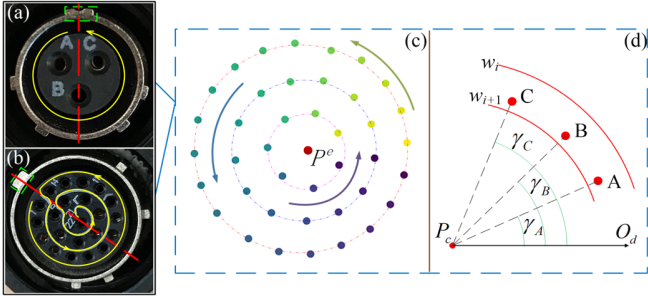 (a)
A C
B
(b)
L
(c)
P^e
(d)
w_i
w_{i+1}
C
B
A
γ_C
γ_B
γ_A
P_c
O_d